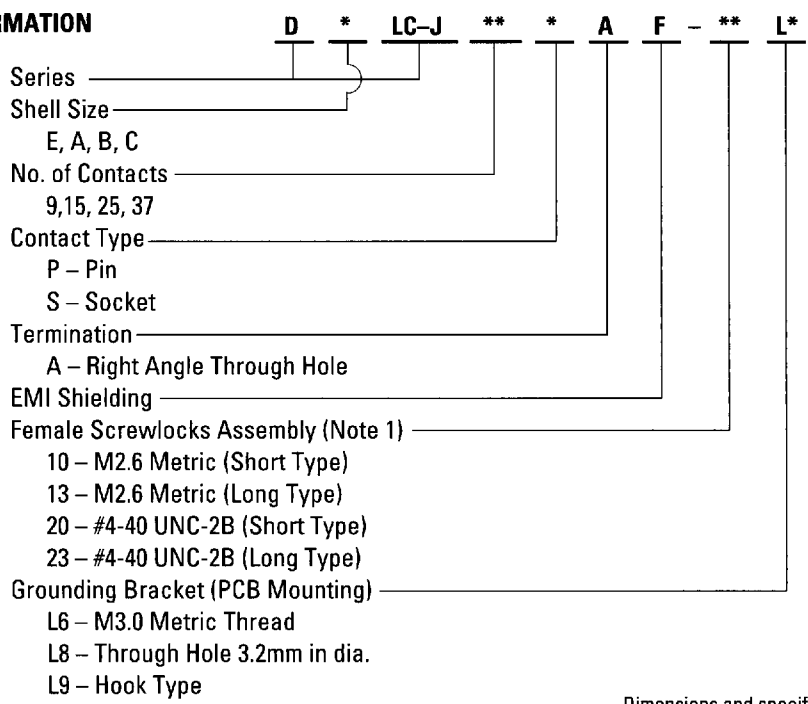 RMATION D * LC–J ** * A F – ** L*
Series
Shell Size
E, A, B, C
No. of Contacts
9,15, 25, 37
Contact Type
P – Pin
S – Socket
Termination
A – Right Angle Through Hole
EMI Shielding
Female Screwlocks Assembly (Note 1)
10 – M2.6 Metric (Short Type)
13 – M2.6 Metric (Long Type)
20 – #4-40 UNC-2B (Short Type)
23 – #4-40 UNC-2B (Long Type)
Grounding Bracket (PCB Mounting)
L6 – M3.0 Metric Thread
L8 – Through Hole 3.2mm in dia.
L9 – Hook Type